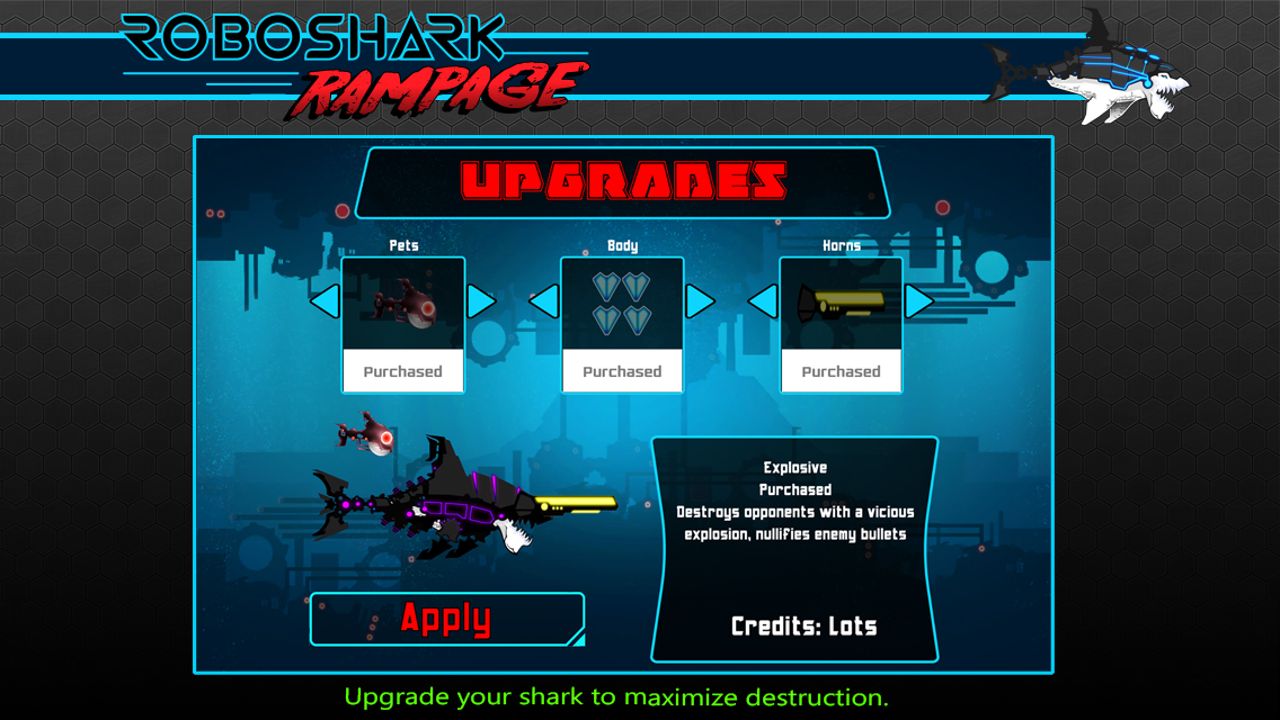 ROBOSHARK
RAMPAGE
UPGRADES
Pets
Body
Horns
Purchased
Purchased
Purchased
Explosive
Purchased
Destroys opponents with a vicious
explosion, nullifies enemy bullets
Credits: Lots
Apply
Upgrade your shark to maximize destruction.